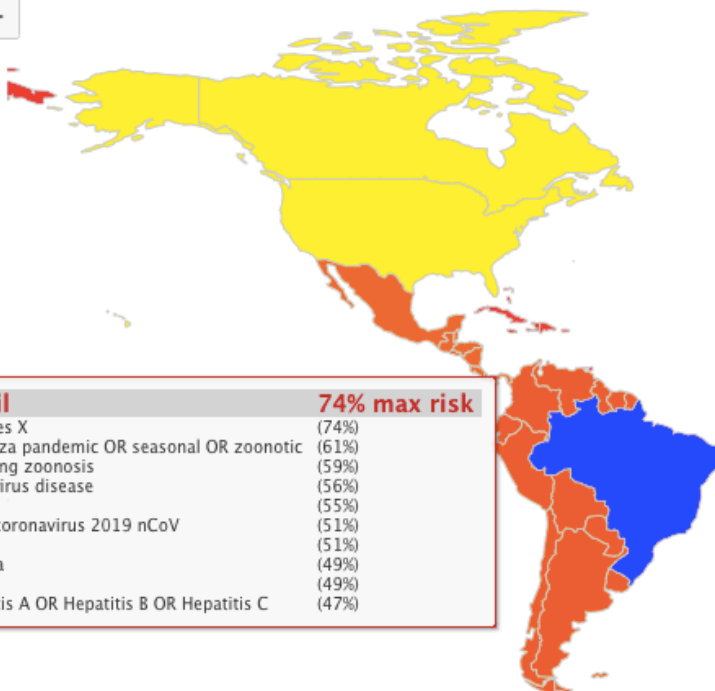 il 74% max risk
es X (74%)
za pandemic OR seasonal OR zoonotic (61%)
ng zoonosis (59%)
irus disease (56%)
(55%)
coronavirus 2019 nCoV (51%)
(51%)
a (49%)
(49%)
is A OR Hepatitis B OR Hepatitis C (47%)